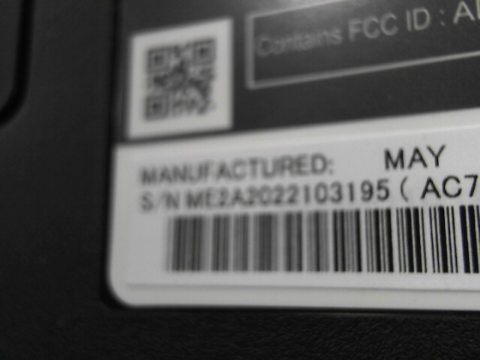 Contains FCC ID : A
MANUFACTURED: MAY
S/N ME2A2022103195 ( AC7